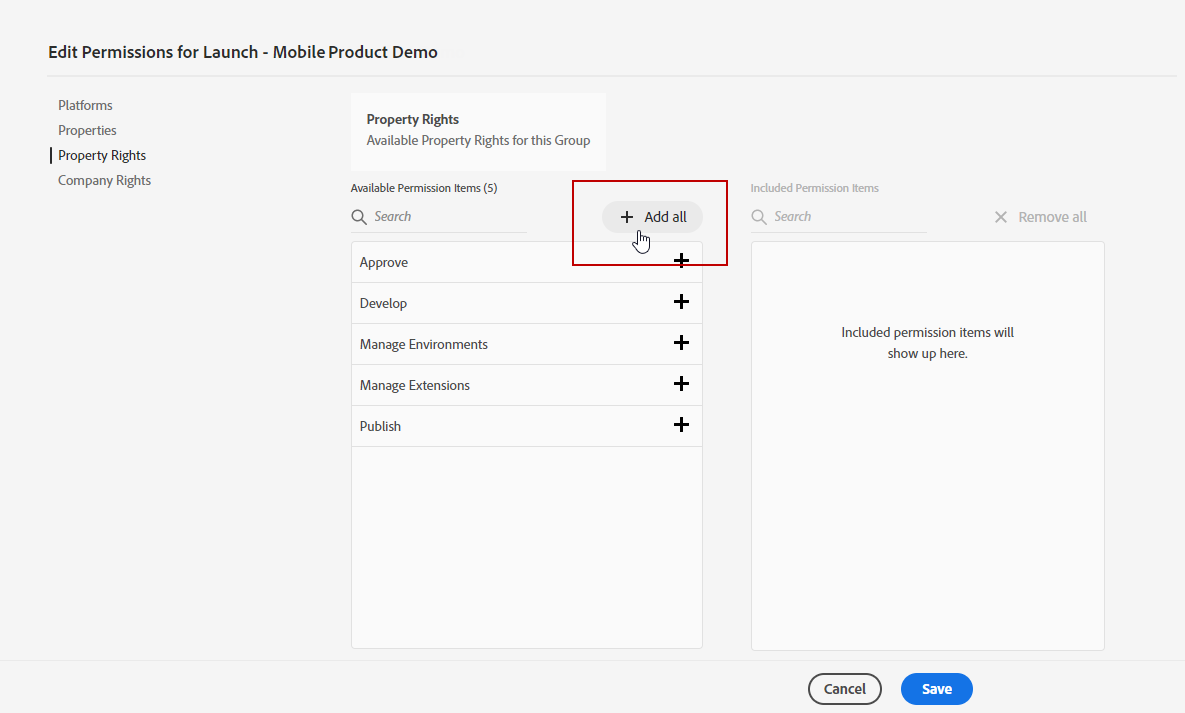 Edit Permissions for Launch - Mobile Product Demo
Platforms
Properties
Property Rights
Company Rights
Property Rights
Available Property Rights for this Group
Available Permission Items (5)
Search
Add all
Approve
Develop
Manage Environments
Manage Extensions
Publish
Included Permission Items
Search
Remove all
Included permission items will
show up here.
Cancel
Save